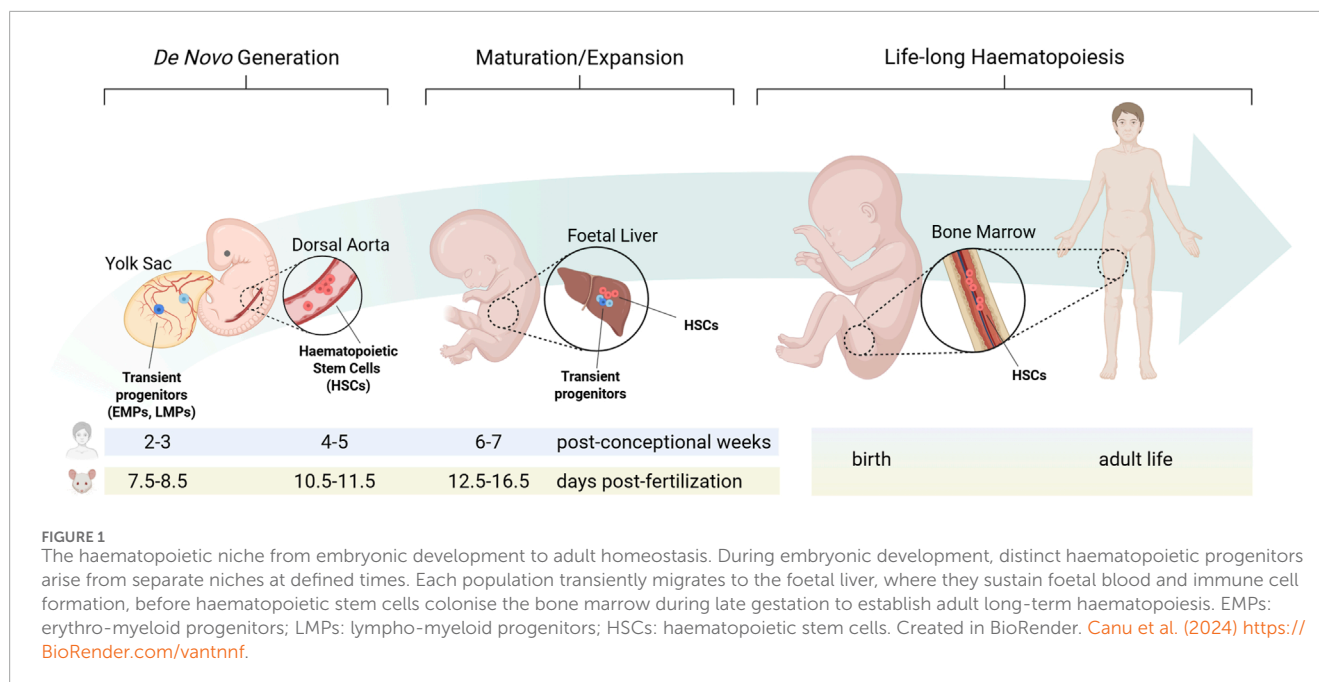 De Novo Generation
Maturation/Expansion
Life-long Haematopoiesis
Yolk Sac
Dorsal Aorta
Foetal Liver
Bone Marrow
Transient
progenitors
(EMPs, LMPs)
Haematopoietic
Stem Cells
(HSCs)
HSCs
Transient
progenitors
HSCs
2-3
4-5
6-7
post-conceptional weeks
7.5-8.5
10.5-11.5
12.5-16.5
days post-fertilization
birth
adult life
FIGURE 1
The haematopoietic niche from embryonic development to adult homeostasis. During embryonic development, distinct haematopoietic progenitors
arise from separate niches at defined times. Each population transiently migrates to the foetal liver, where they sustain foetal blood and immune cell
formation, before haematopoietic stem cells colonise the bone marrow during late gestation to establish adult long-term haematopoiesis. EMPs:
erythro-myeloid progenitors; LMPs: lympho-myeloid progenitors; HSCs: haematopoietic stem cells. Created in BioRender. Canu et al. (2024) https://
BioRender.com/vantnnf.